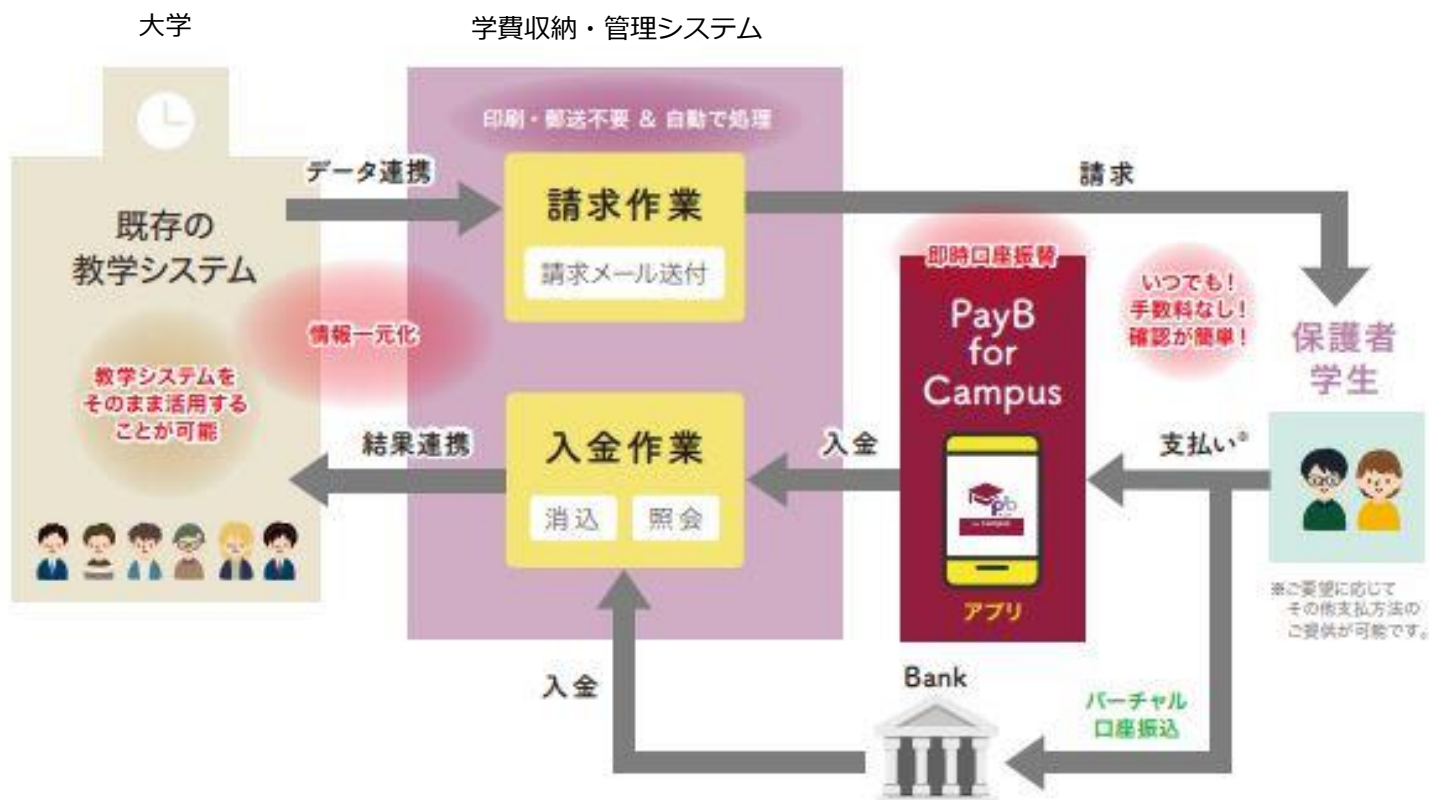 大学
学費収納・管理システム
印刷・郵送不要 & 自動で処理
データ連携
請求作業
請求メール送付
請求
既存の
教学システム
情報一元化
教学システムを
そのまま活用する
ことが可能
即時口座振替
PayB
for
Campus
いつでも!
手数料なし!
確認が簡単!
保護者
学生
結果連携
入金作業
消込
照会
入金
支払い※
pb
for campus
アプリ
※ご要望に応じて
その他支払方法の
ご提供が可能です。
入金
Bank
バーチャル
口座振込